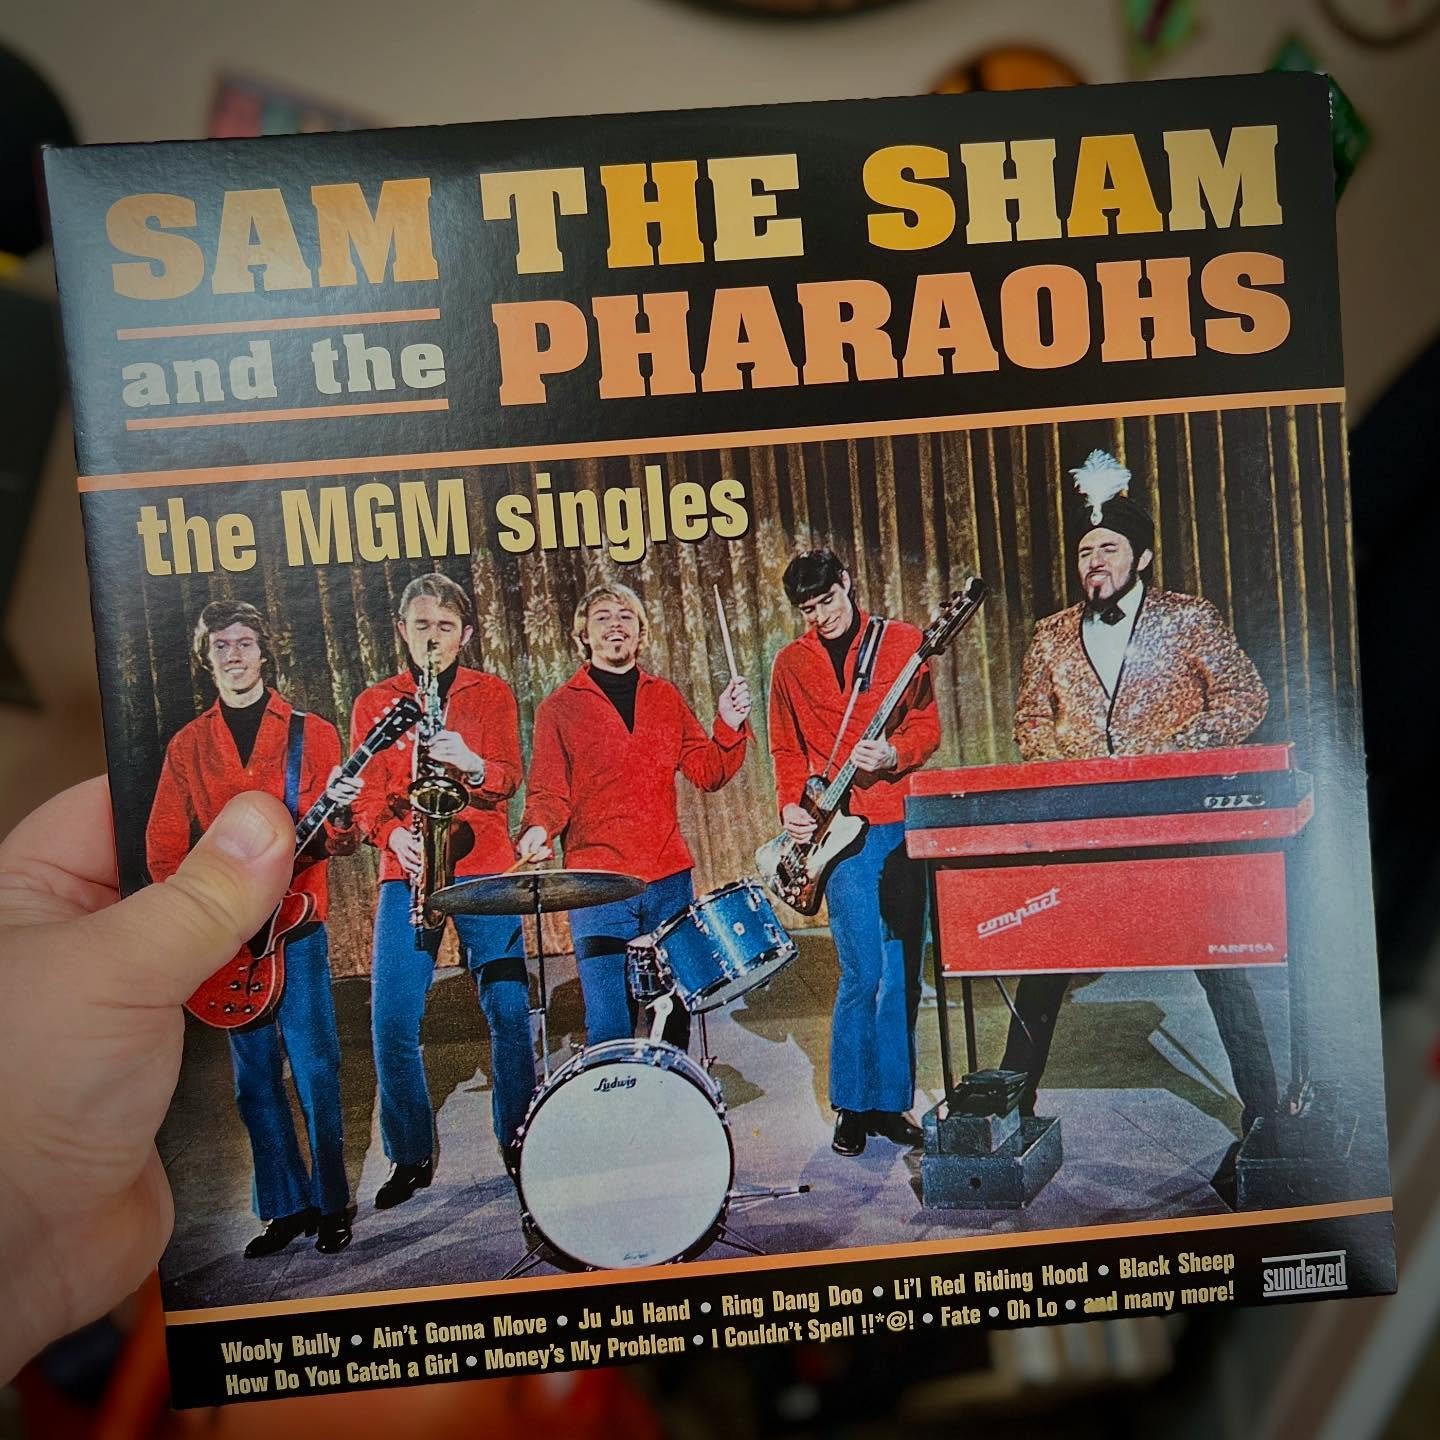 SAM THE SHAM
and the PHARAOHS
the MGM singles
compact
FARFISA
Ludwig
Wooly Bully • Ain't Gonna Move • Ju Ju Hand • Ring Dang Doo • Li'l Red Riding Hood • Black Sheep
How Do You Catch a Girl • Money's My Problem • I Couldn't Spell !!*@! • Fate • Oh Lo • and many more!
sundazed